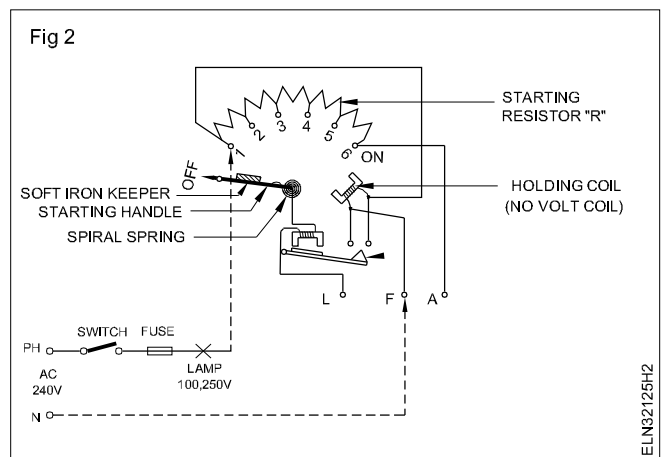 Fig 2
STARTING
RESISTOR "R"
1
2
3
4
5
6
ON
OFF
HOLDING COIL
(NO VOLT COIL)
SOFT IRON KEEPER
STARTING HANDLE
SPIRAL SPRING
L
F
A
SWITCH
FUSE
PH
LAMP
100,250V
AC
240V
N
ELN32125H2